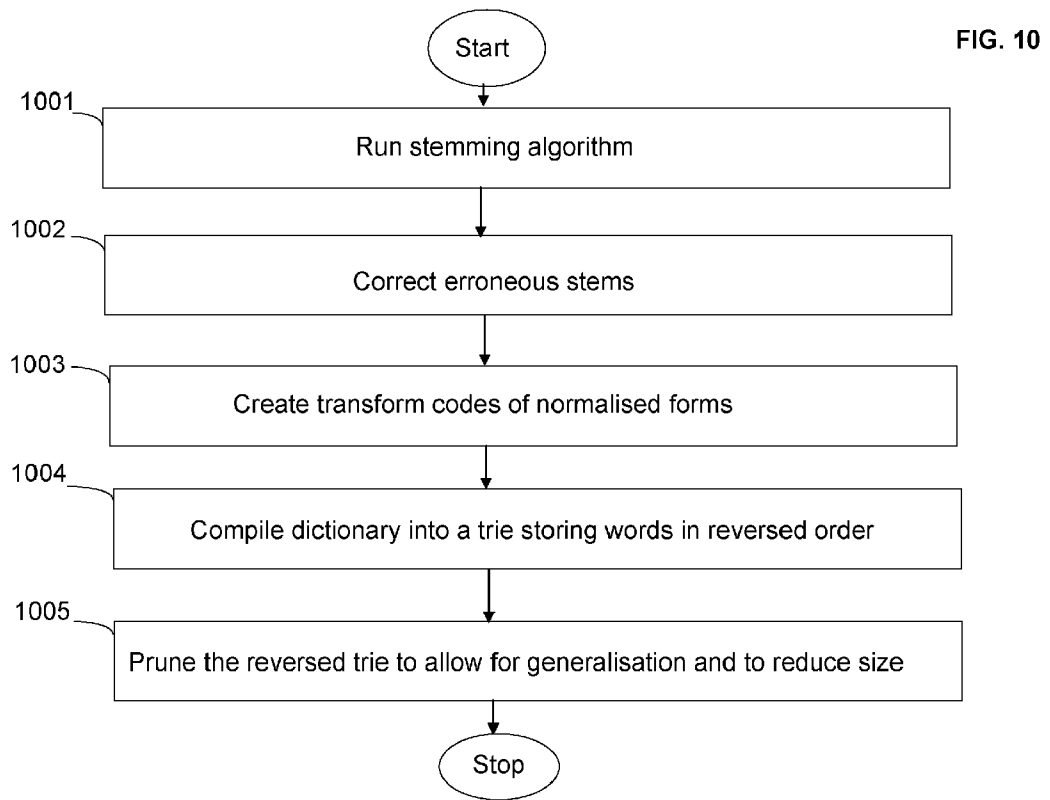 Start
FIG. 10
1001
Run stemming algorithm
1002
Correct erroneous stems
1003
Create transform codes of normalised forms
1004
Compile dictionary into a trie storing words in reversed order
1005
Prune the reversed trie to allow for generalisation and to reduce size
Stop